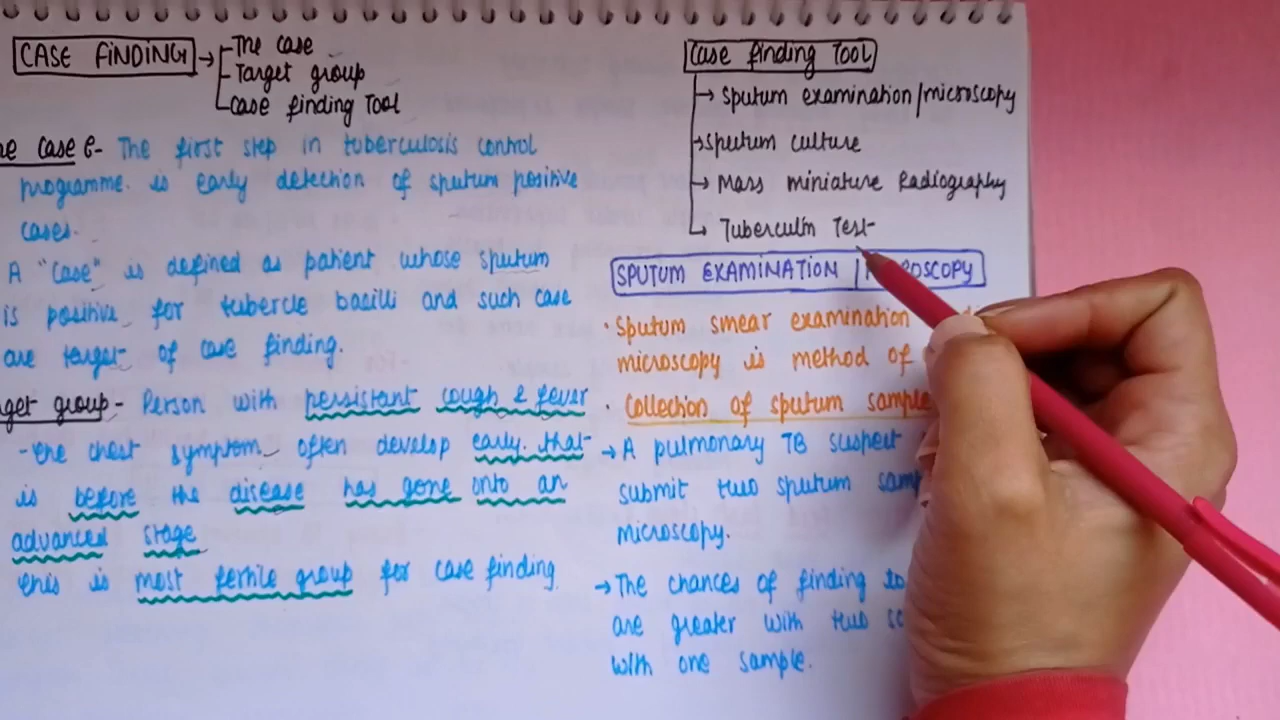 CASE FINDING
The case
Target group
Case finding Tool
case :- The first step in tuberculosis control
programme is early detection of sputum positive
cases.
A "Case" is defined as patient whose sputum
is positive for tubercle bacilli and such case
are target of case finding.
group - Person with persistant cough & fever
- the chest symptom often develop early. that
is before the disease has gone onto an
advanced stage
this is most fertile group for case finding.
Case finding Tool
Sputum examination/microscopy
Sputum culture
Mass miniature Radiography
Tuberculin Test
SPUTUM EXAMINATION
Sputum smear examination
microscopy is method of
Collection of sputum sample
A pulmonary TB suspect
submit two sputum
microscopy.
The chances of finding
are greater with two
with one sample.